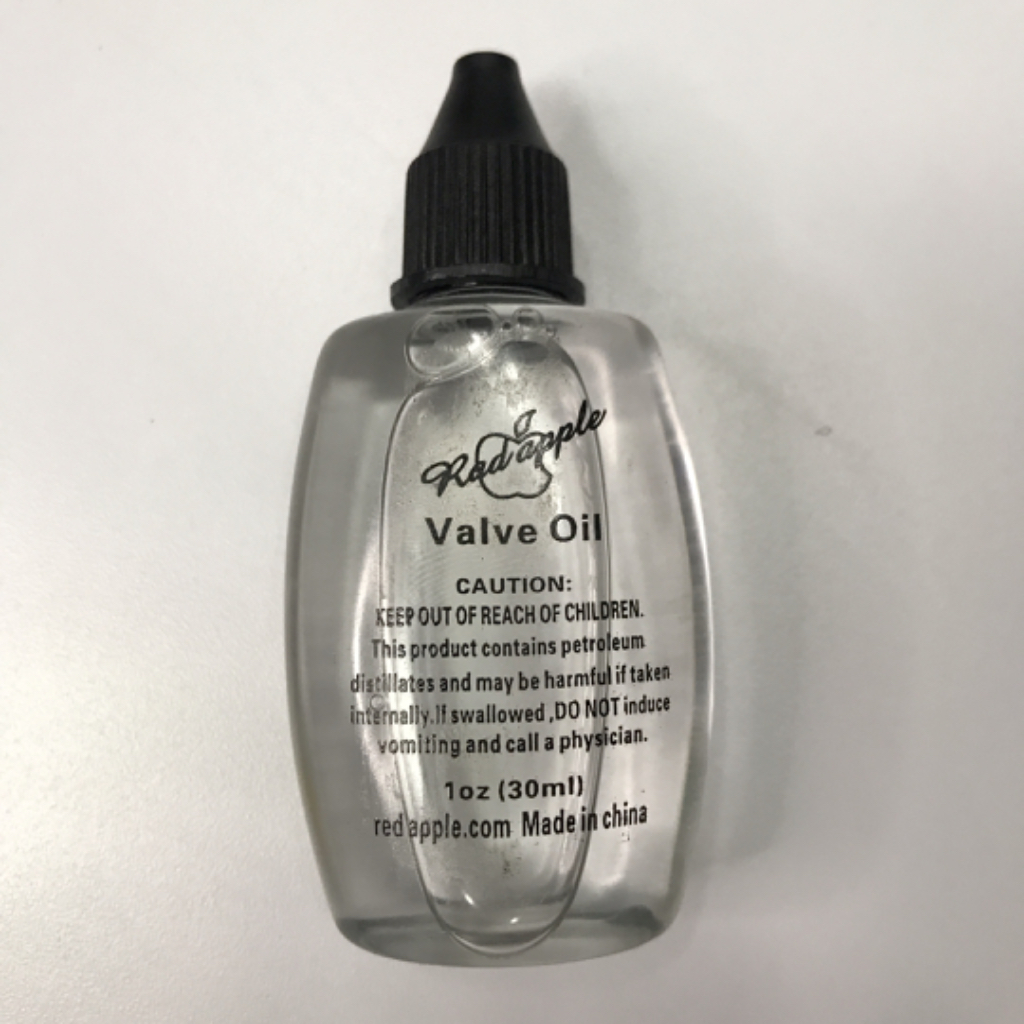 Red apple
Valve Oil
CAUTION:
KEEP OUT OF REACH OF CHILDREN.
This product contains petroleum
distillates and may be harmful if taken
internally.If swallowed ,DO NOT induce
vomiting and call a physician.
1oz (30ml)
red apple.com Made in china